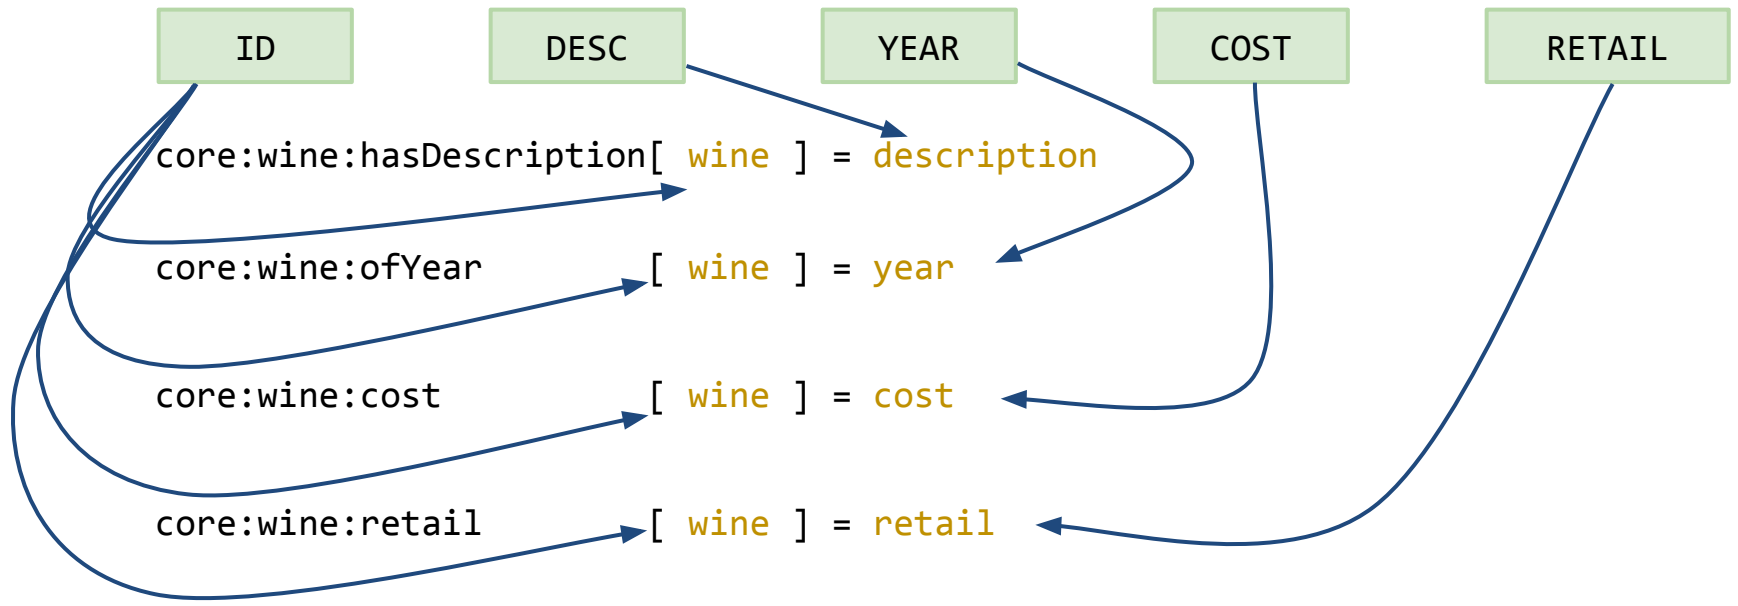 ID DESC YEAR COST RETAIL
core:wine:hasDescription[ wine ] = description
core:wine:ofYear [ wine ] = year
core:wine:cost [ wine ] = cost
core:wine:retail [ wine ] = retail